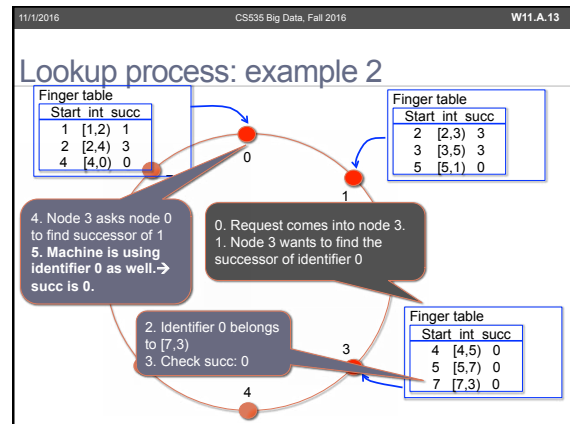 11/1/2016 CS535 Big Data, Fall 2016 W11.A.13
Lookup process: example 2
Finger table
Start int succ
1 [1,2) 1
2 [2,4) 3
4 [4,0) 0
Finger table
Start int succ
2 [2,3) 3
3 [3,5) 3
5 [5,1) 0
0
1
4. Node 3 asks node 0
to find successor of 1
5. Machine is using
identifier 0 as well.→
succ is 0.
0. Request comes into node 3.
1. Node 3 wants to find the
successor of identifier 0
2. Identifier 0 belongs
to [7,3)
3. Check succ: 0
3
4
Finger table
Start int succ
4 [4,5) 0
5 [5,7) 0
7 [7,3) 0